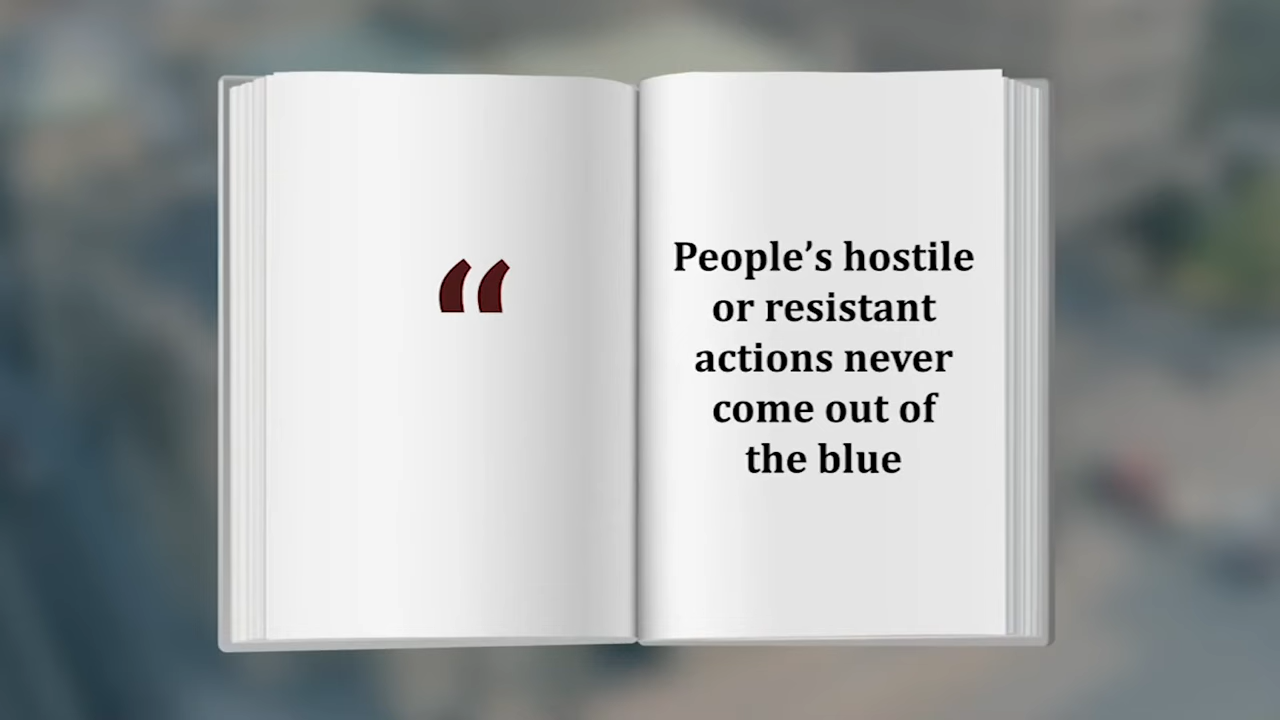 “
People’s hostile
or resistant
actions never
come out of
the blue